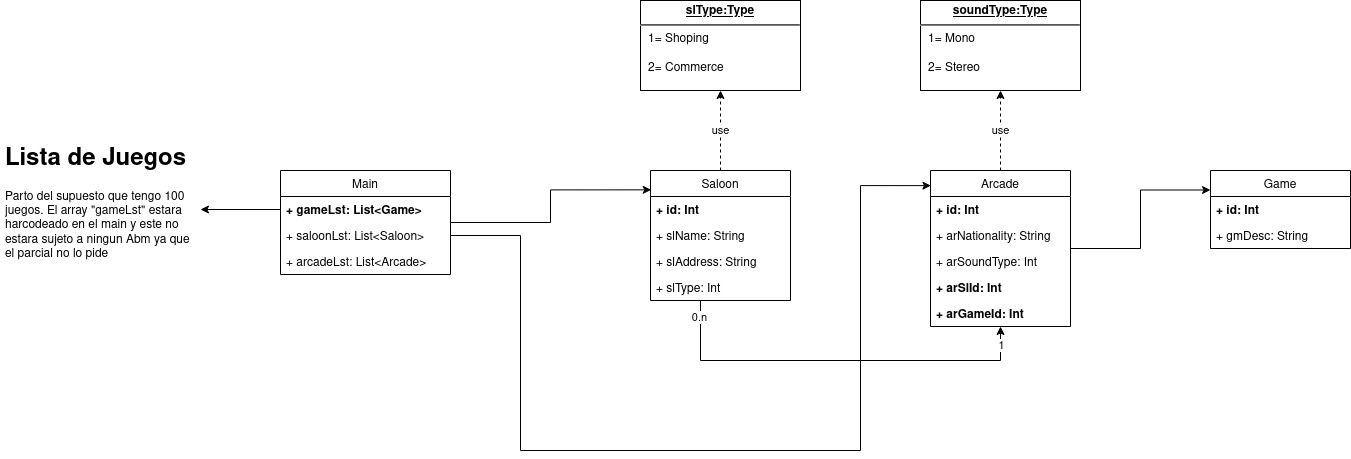 slType:Type
1= Shoping
2= Commerce
soundType:Type
1= Mono
2= Stereo
use
use
Lista de Juegos
Parto del supuesto que tengo 100
juegos. El array "gameLst" estara
harcodeado en el main y este no
estara sujeto a ningun Abm ya que
el parcial no lo pide
Main
+ gameLst: List<Game>
+ saloonLst: List<Saloon>
+ arcadeLst: List<Arcade>
Saloon
+ id: Int
+ slName: String
+ slAddress: String
+ slType: Int
0.n
Arcade
+ id: Int
+ arNationality: String
+ arSoundType: Int
+ arSlId: Int
+ arGameId: Int
1
Game
+ id: Int
+ gmDesc: String